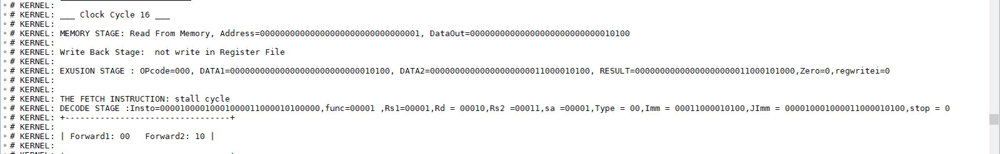 # KERNEL:
# KERNEL: ___ Clock Cycle 16 ___
# KERNEL:
# KERNEL: MEMORY STAGE: Read From Memory, Address=00000000000000000000000000000001, DataOut=00000000000000000000000000010100
# KERNEL:
# KERNEL: Write Back Stage:  not write in Register File
# KERNEL:
# KERNEL: EXUSION STAGE : OPcode=000, DATA1=00000000000000000000000000010100, DATA2=00000000000000000000011000010100, RESULT=00000000000000000000011000101000,Zero=0,regwritei=0
# KERNEL:
# KERNEL:
# KERNEL: THE FETCH INSTRUCTION: stall cycle
# KERNEL: DECODE STAGE :Insto=00001000010001000011000010100000,func=00001 ,Rs1=00001,Rd = 00010,Rs2 =00011,sa =00001,Type = 00,Imm = 00011000010100,JImm = 000010001000011000010100,stop = 0
# KERNEL: +---------------------------------+
# KERNEL:
# KERNEL: | Forward1: 00   Forward2: 10 |
# KERNEL:
# KERNEL: